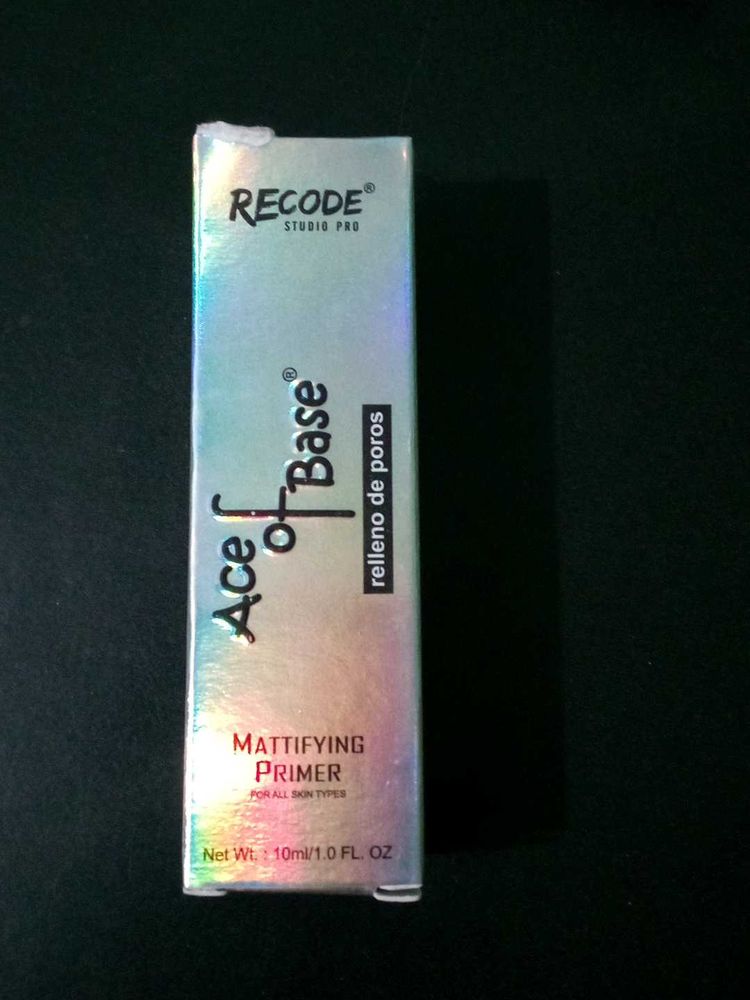 RECODE®
STUDIO PRO
Ace
of
Base®
relleno de poros
MATTIFYING
PRIMER
FOR ALL SKIN TYPES
Net Wt. : 10ml/1.0 FL. OZ